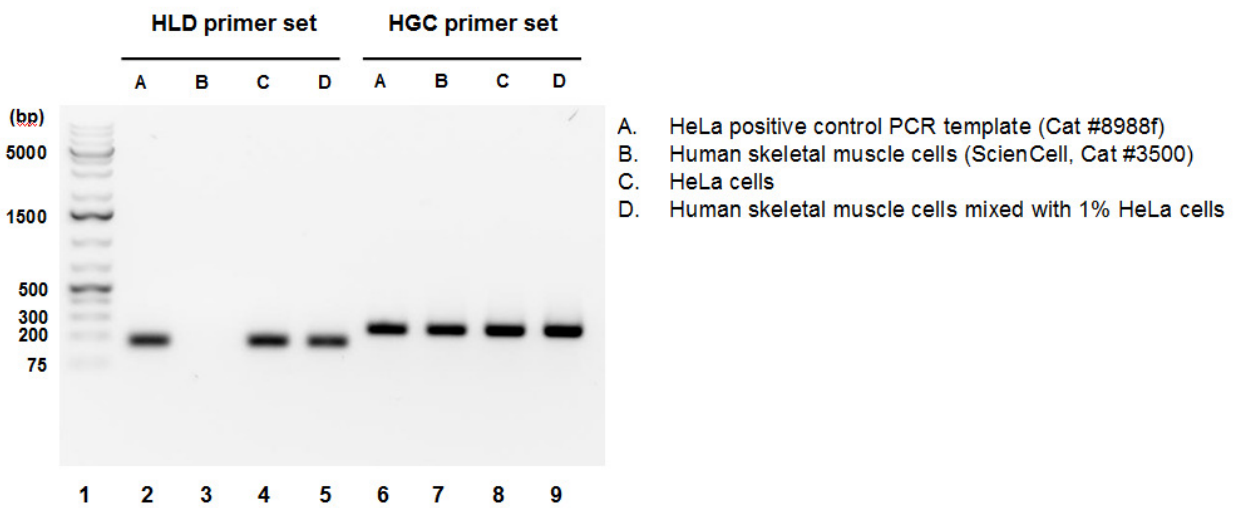 HLD primer set HGC primer set
A B C D A B C D
(bp)
5000
1500
500
300
200
75
A. HeLa positive control PCR template (Cat #8988f)
B. Human skeletal muscle cells (ScienCell, Cat #3500)
C. HeLa cells
D. Human skeletal muscle cells mixed with 1% HeLa cells
1 2 3 4 5 6 7 8 9